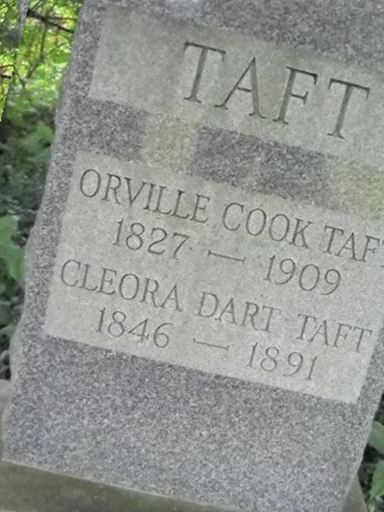 TAFT
ORVILLE COOK TAFT
1827 — 1909
CLEORA DART TAFT
1846 — 1891